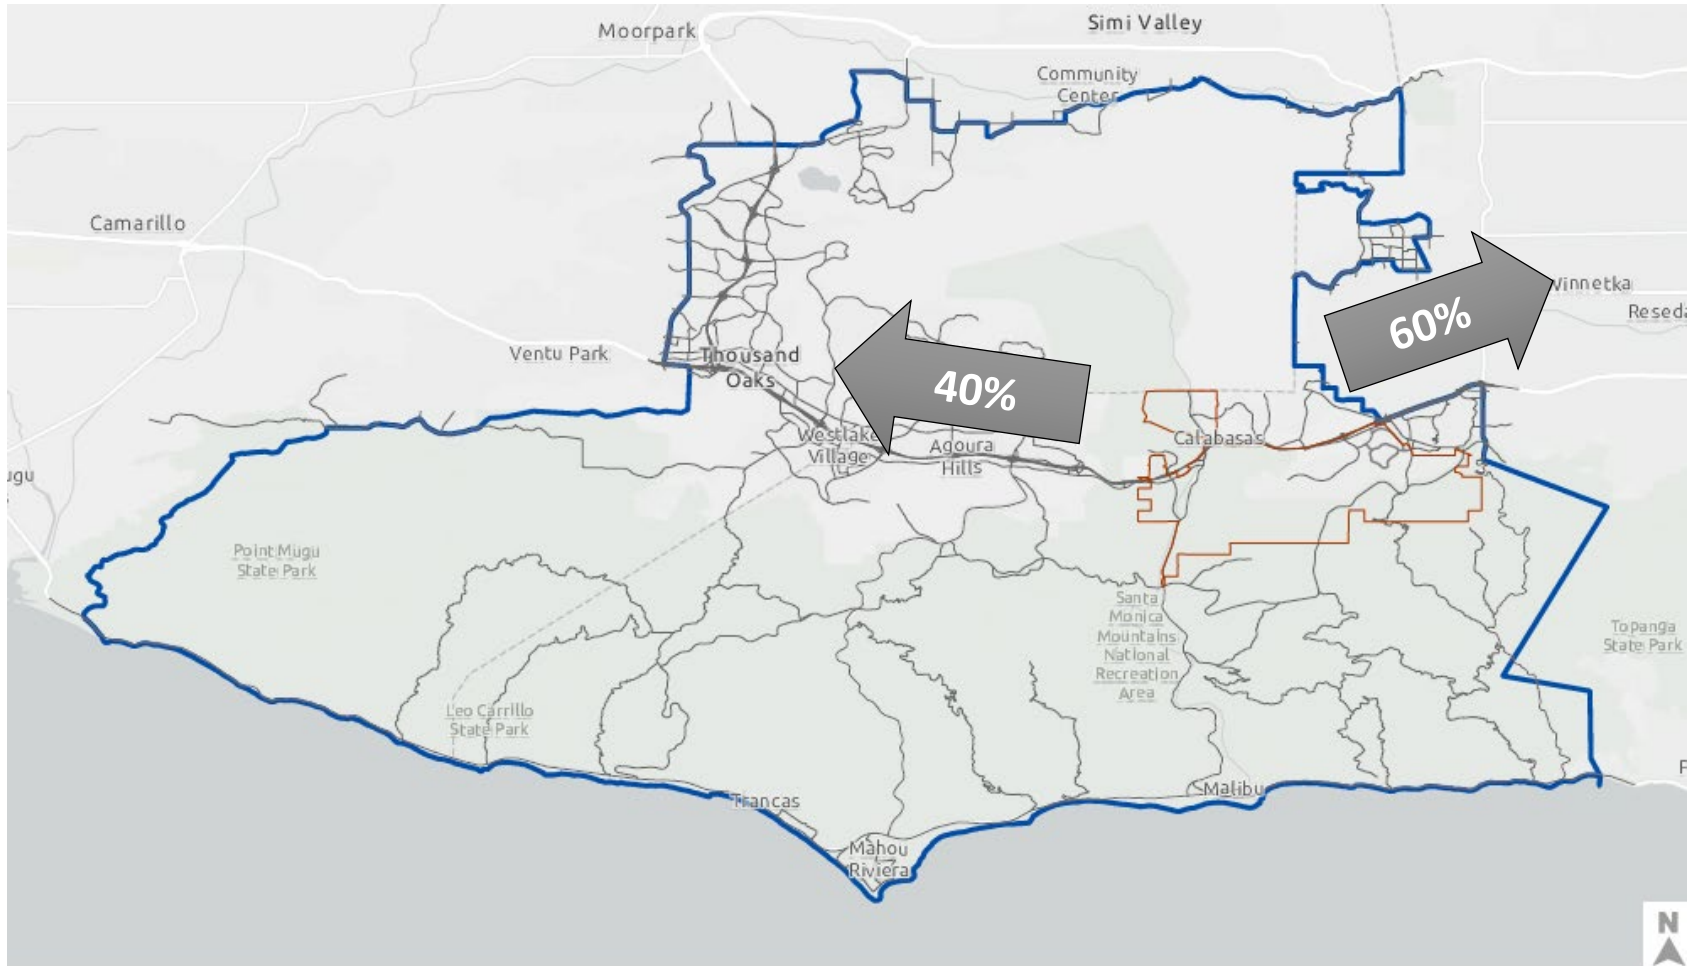 Simi Valley
Moorpark
Community
Center
Camarillo
60%
Winnetka
Reseda
Ventu Park
Thousand
Oaks
40%
Westlake
Village
Agoura
Hills
Calabasas
ugu
Point Mugu
State Park
Santa
Monica
Mountains
National
Recreation
Area
Topanga
State Park
Leo Carrillo
State Park
Trancas
Malibu
Mahou
Riviera
N